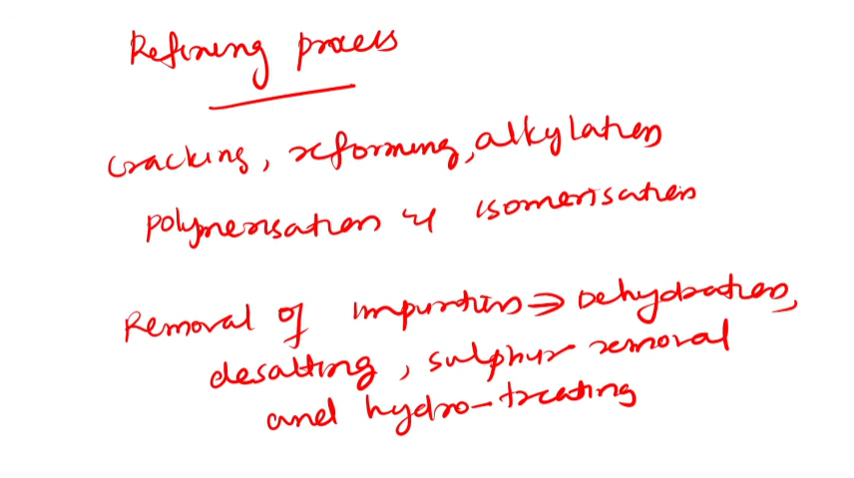 Refining process
cracking, reforming, alkylation
polymerisation & isomerisation
Removal of impurities ⇒ Dehydration,
desalting, sulphur removal
and hydro-treating